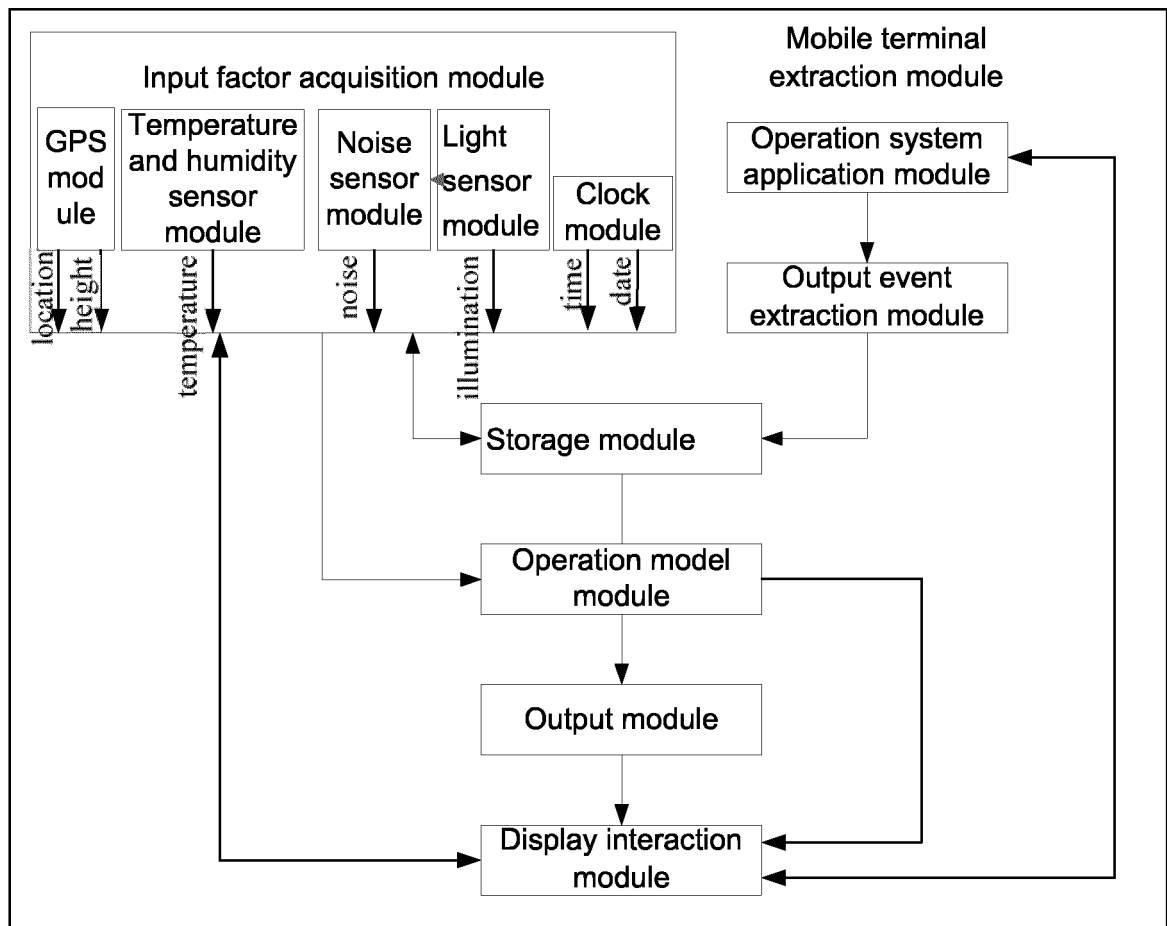 Input factor acquisition module
GPS
mod
ule
Temperature
and humidity
sensor
module
Noise
sensor
module
Light
sensor
module
Clock
module
location
height
temperature
noise
illumination
time
date
Mobile terminal
extraction module
Operation system
application module
Output event
extraction module
Storage module
Operation model
module
Output module
Display interaction
module